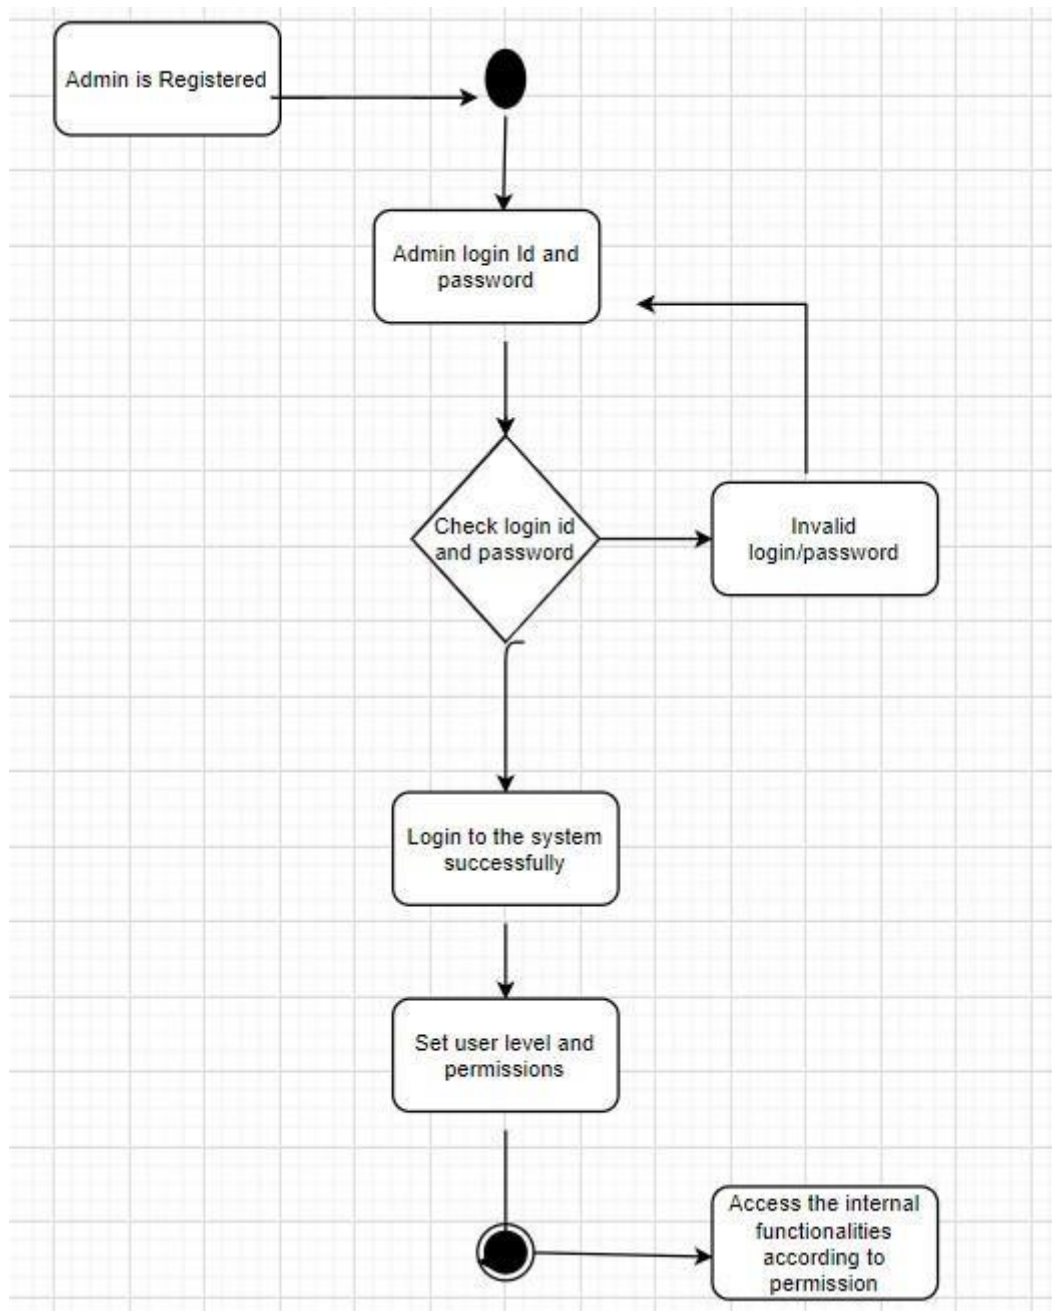 Admin is Registered
Admin login Id and
password
Check login id
and password
Invalid
login/password
Login to the system
successfully
Set user level and
permissions
Access the internal
functionalities
according to
permission